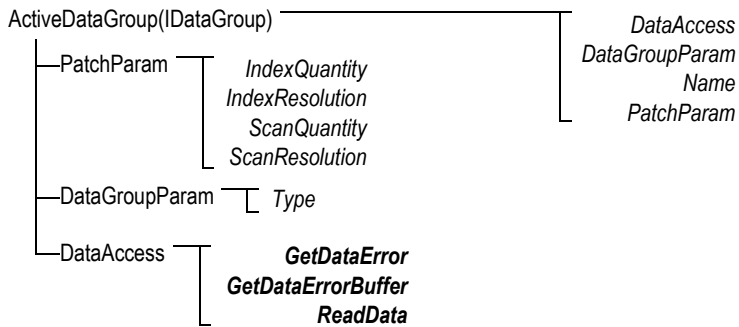 ActiveDataGroup(IDataGroup)
DataAccess
DataGroupParam
Name
PatchParam
PatchParam
IndexQuantity
IndexResolution
ScanQuantity
ScanResolution
DataGroupParam
Type
DataAccess
GetDataError
GetDataErrorBuffer
ReadData